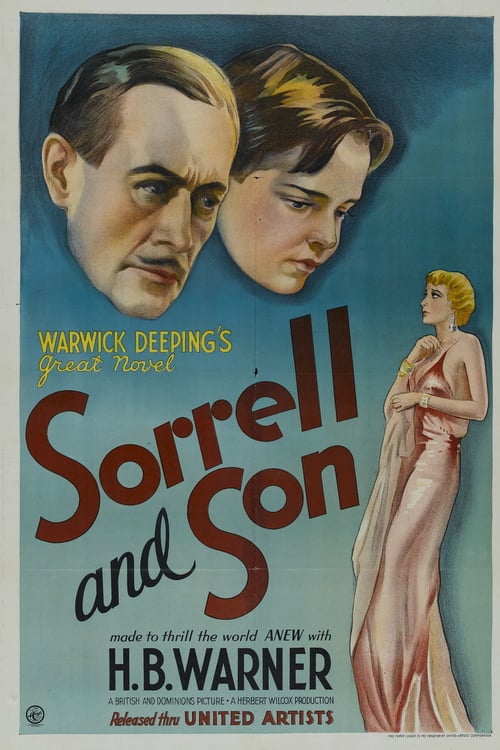 WARWICK DEEPING'S
Great Novel
Sorrell
and Son
made to thrill the world ANEW with
H.B. WARNER
A BRITISH AND DOMINIONS PICTURE • A HERBERT WILCOX PRODUCTION
Released thru UNITED ARTISTS